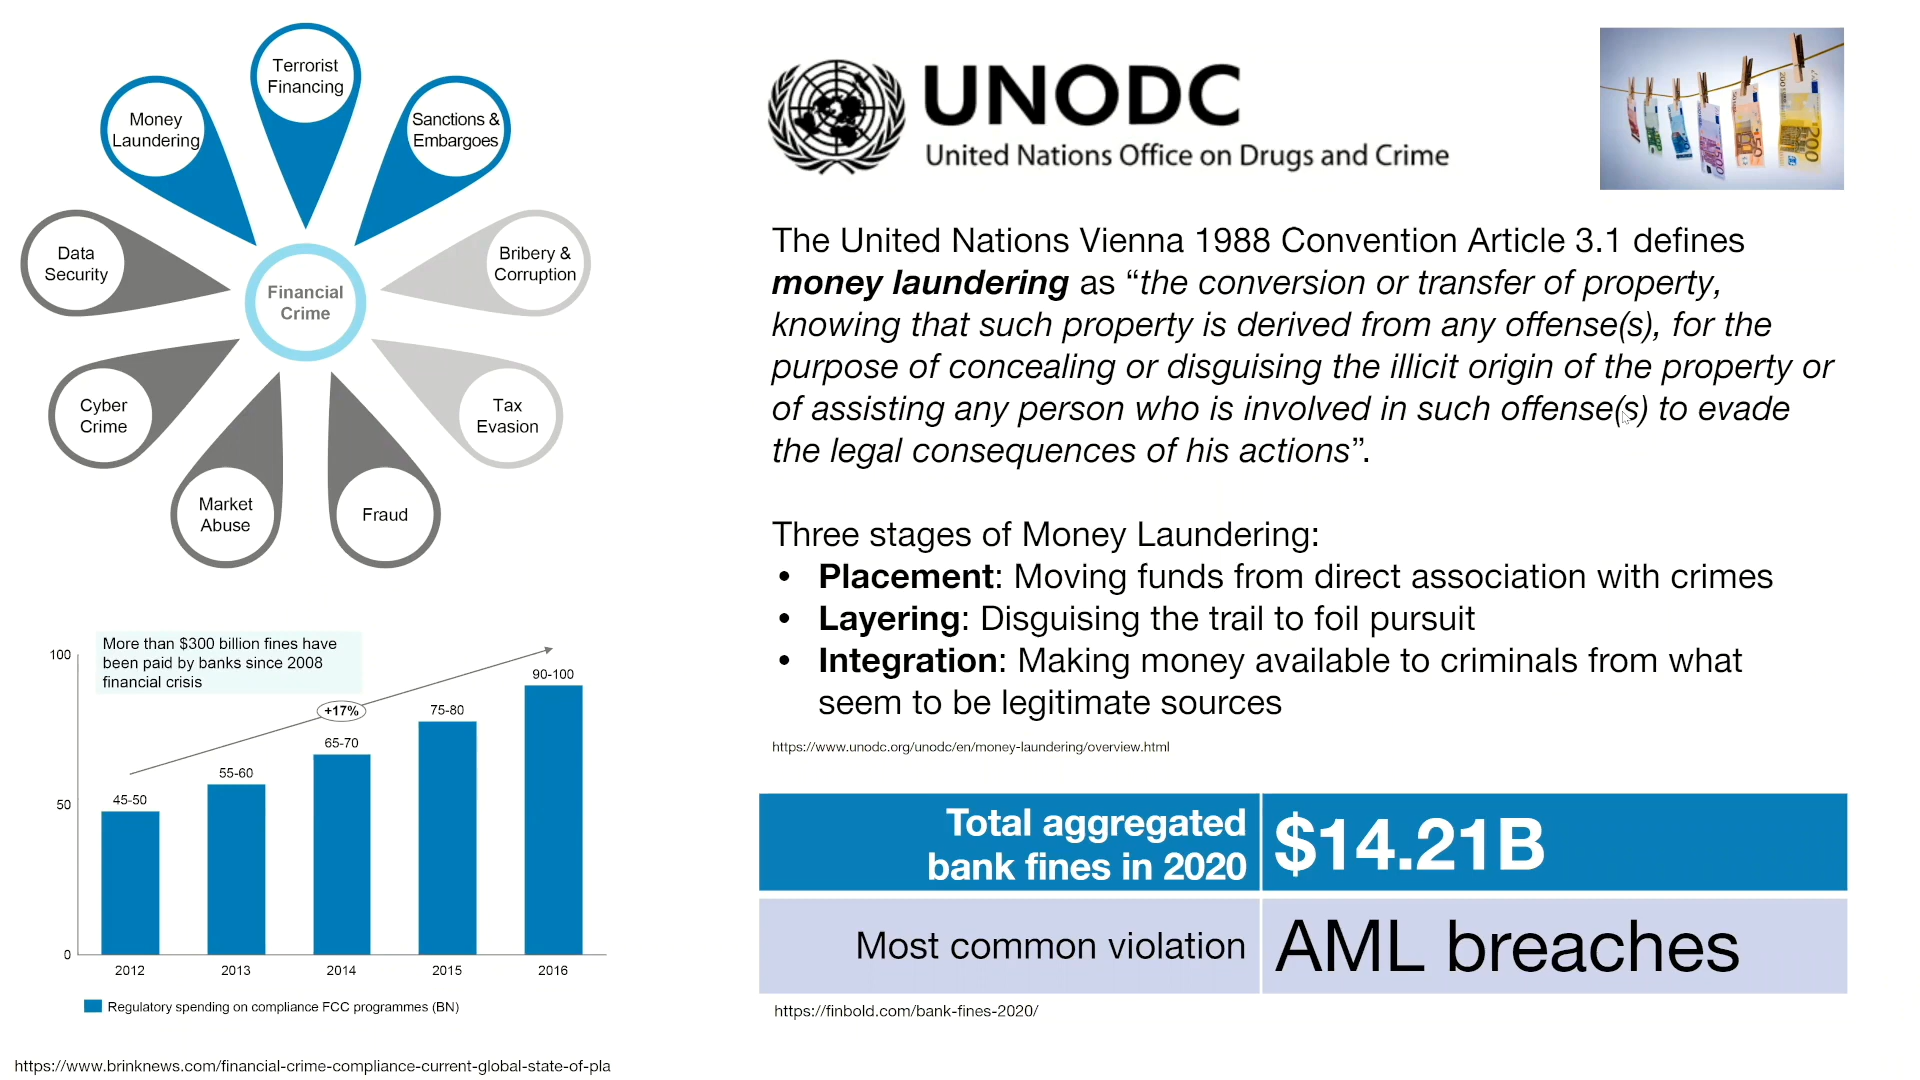 Terrorist
Financing
Money
Laundering
Sanctions &
Embargoes
Data
Security
Bribery &
Corruption
Financial
Crime
Cyber
Crime
Tax
Evasion
Market
Abuse
Fraud
More than $300 billion fines have
been paid by banks since 2008
financial crisis
100
50
0
+17%
45-50
55-60
65-70
75-80
90-100
2012 2013 2014 2015 2016
Regulatory spending on compliance FCC programmes (BN)
https://www.brinknews.com/financial-crime-compliance-current-global-state-of-pla
UNODC
United Nations Office on Drugs and Crime
The United Nations Vienna 1988 Convention Article 3.1 defines
money laundering as “the conversion or transfer of property,
knowing that such property is derived from any offense(s), for the
purpose of concealing or disguising the illicit origin of the property or
of assisting any person who is involved in such offense(s) to evade
the legal consequences of his actions”.
Three stages of Money Laundering:
• Placement: Moving funds from direct association with crimes
• Layering: Disguising the trail to foil pursuit
• Integration: Making money available to criminals from what
seem to be legitimate sources
https://www.unodc.org/unodc/en/money-laundering/overview.html
Total aggregated
bank fines in 2020
$14.21B
Most common violation
AML breaches
https://finbold.com/bank-fines-2020/